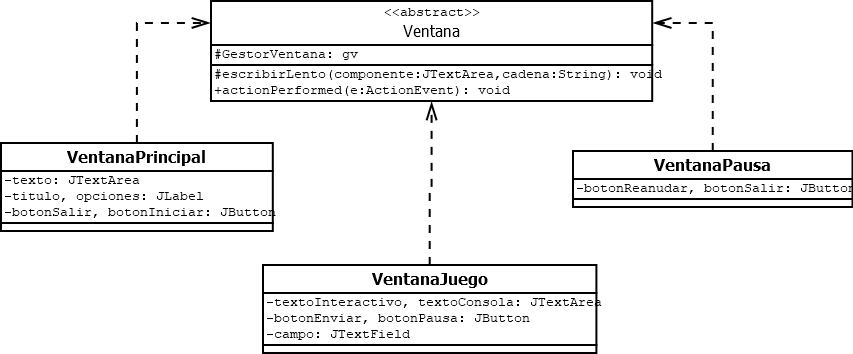 <<abstract>>
Ventana
#GestorVentana: gv
#escribirLento(componente:JTextArea,cadena:String): void
+actionPerformed(e:ActionEvent): void
VentanaPrincipal
-texto: JTextArea
-titulo, opciones: JLabel
-botonSalir, botonIniciar: JButton
VentanaPausa
-botonReanudar, botonSalir: JButton
VentanaJuego
-textoInteractivo, textoConsola: JTextArea
-botonEnviar, botonPausa: JButton
-campo: JTextField